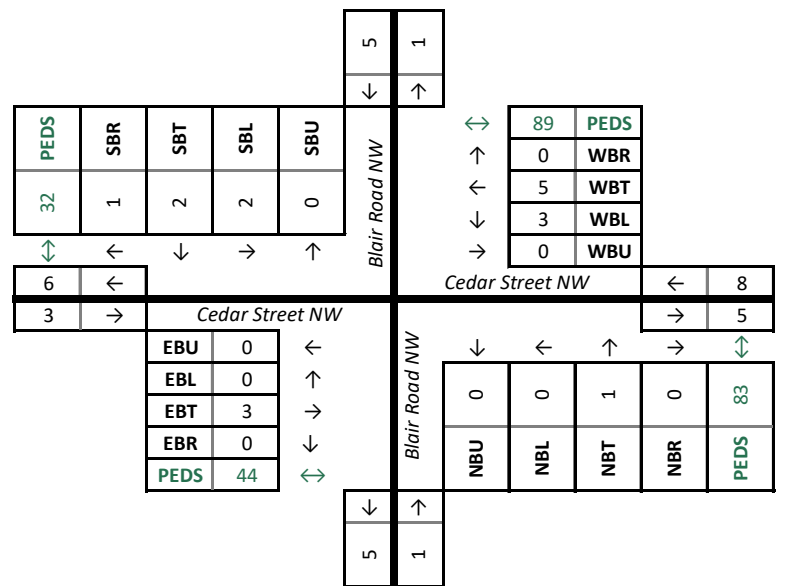 5 1
↓ ↑
PEDS SBR SBT SBL SBU
32 1 2 2 0
↕ ← ↓ → ↑
Blair Road NW
↔ 89 PEDS
↑ 0 WBR
← 5 WBT
↓ 3 WBL
→ 0 WBU
6 ←
Cedar Street NW
← 8
3 →
Cedar Street NW
→ 5
EBU 0 ←
EBL 0 ↑
EBT 3 →
EBR 0 ↓
PEDS 44 ↔
Blair Road NW
↓ ← ↑ → ↕
0 0 1 0 83
NBU NBL NBT NBR PEDS
↓ ↑
5 1